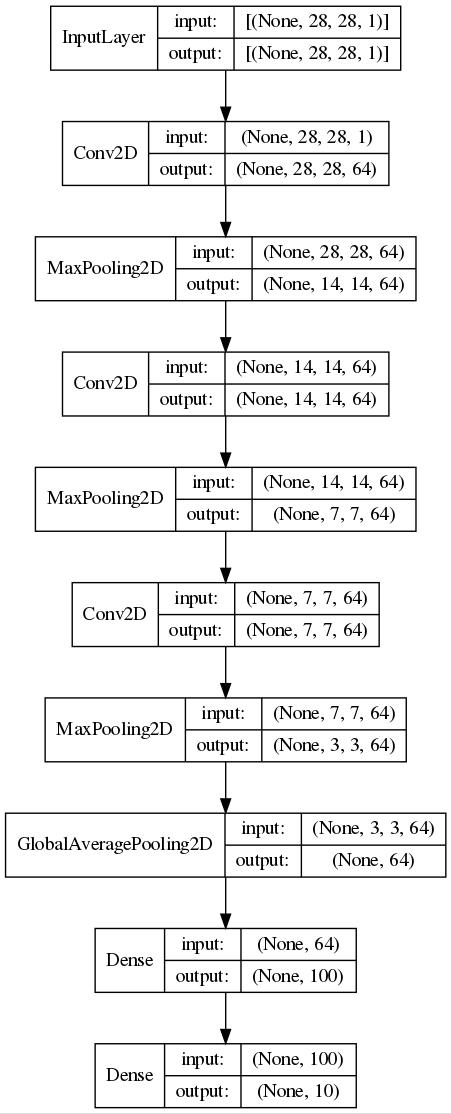 InputLayer
input: [(None, 28, 28, 1)]
output: [(None, 28, 28, 1)]
Conv2D
input: (None, 28, 28, 1)
output: (None, 28, 28, 64)
MaxPooling2D
input: (None, 28, 28, 64)
output: (None, 14, 14, 64)
Conv2D
input: (None, 14, 14, 64)
output: (None, 14, 14, 64)
MaxPooling2D
input: (None, 14, 14, 64)
output: (None, 7, 7, 64)
Conv2D
input: (None, 7, 7, 64)
output: (None, 7, 7, 64)
MaxPooling2D
input: (None, 7, 7, 64)
output: (None, 3, 3, 64)
GlobalAveragePooling2D
input: (None, 3, 3, 64)
output: (None, 64)
Dense
input: (None, 64)
output: (None, 100)
Dense
input: (None, 100)
output: (None, 10)